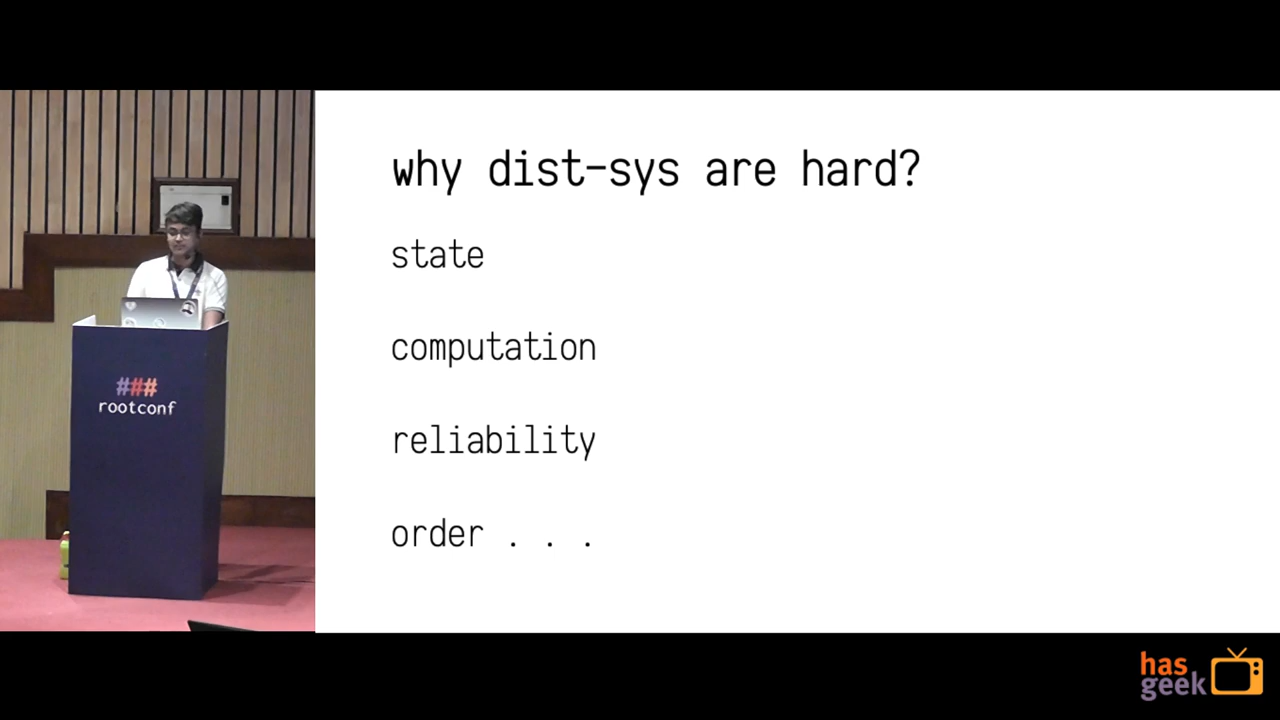 why dist-sys are hard?
state
computation
reliability
order . . .
###
rootconf
has
geek